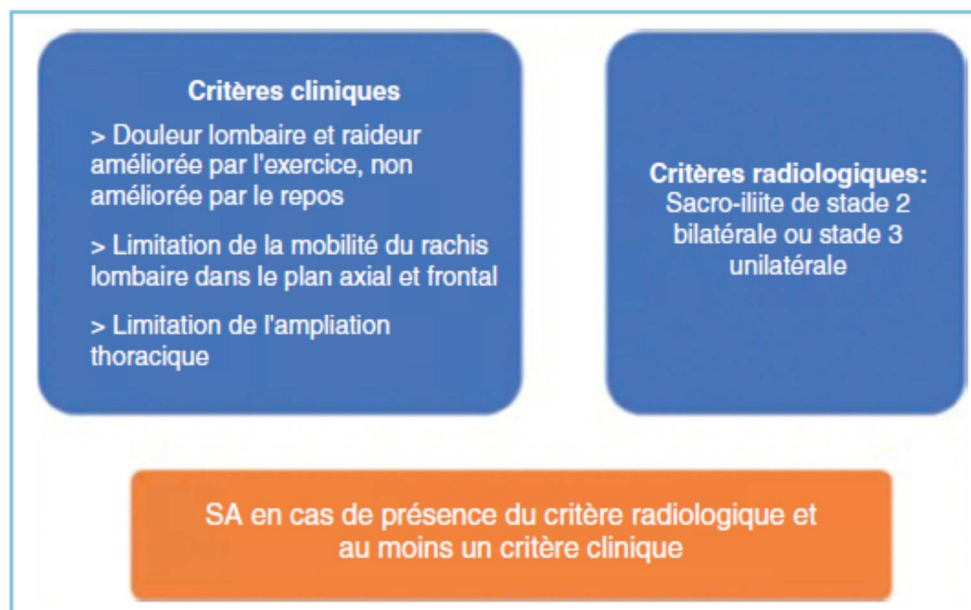 Critères cliniques
> Douleur lombaire et raideur
améliorée par l'exercice, non
améliorée par le repos
> Limitation de la mobilité du rachis
lombaire dans le plan axial et frontal
> Limitation de l'ampliation
thoracique
Critères radiologiques:
Sacro-iliite de stade 2
bilatérale ou stade 3
unilatérale
SA en cas de présence du critère radiologique et
au moins un critère clinique